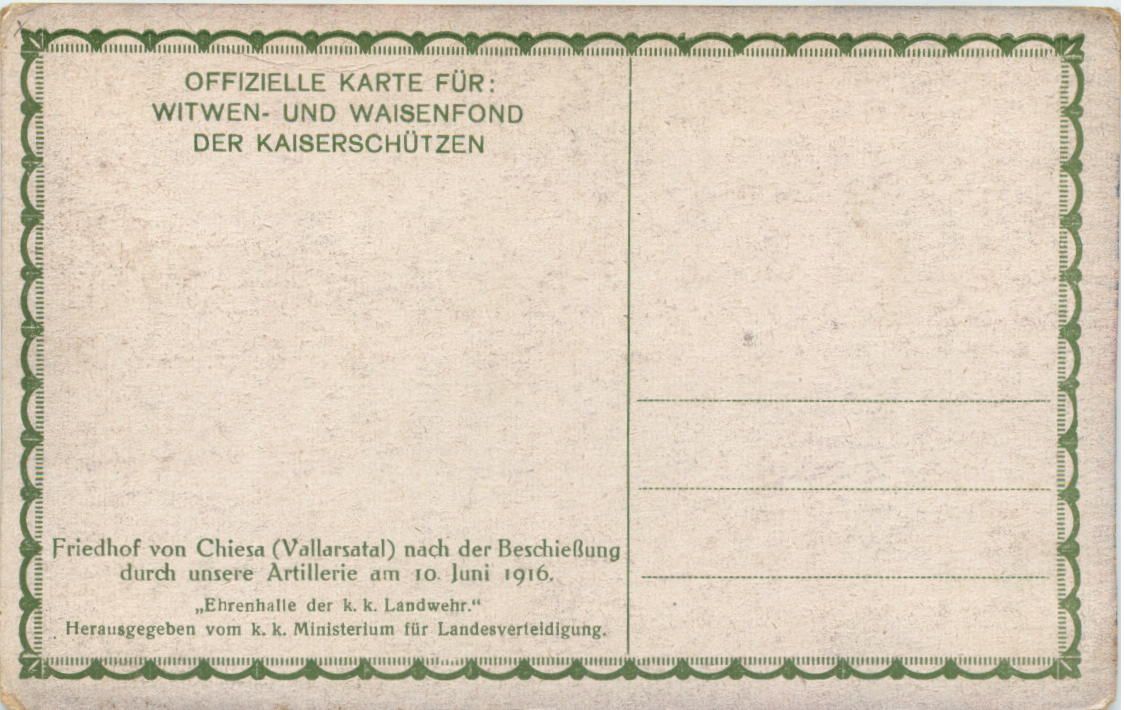 OFFIZIELLE KARTE FÜR:
WITWEN- UND WAISENFOND
DER KAISERSCHÜTZEN
Friedhof von Chiesa (Vallarsatal) nach der Beschießung
durch unsere Artillerie am 10. Juni 1916.
„Ehrenhalle der k. k. Landwehr.“
Herausgegeben vom k. k. Ministerium für Landesverteidigung.